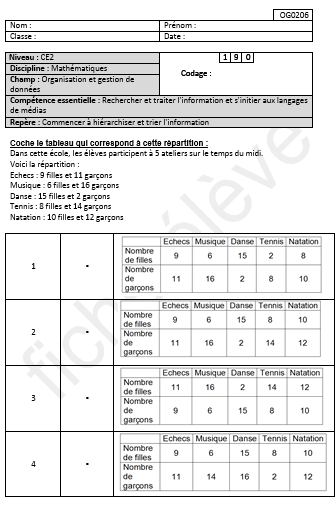 OG0206
Nom : Prénom :
Classe : Date :
Niveau : CE2 1 9 0
Discipline : Mathématiques
Champ : Organisation et gestion de Codage :
données
Compétence essentielle : Rechercher et traiter l'information et s'initier aux langages
de médias
Repère : Commencer à hiérarchiser et trier l'information
Coche le tableau qui correspond à cette répartition :
Dans cette école, les élèves participent à 5 ateliers sur le temps du midi.
Voici la répartition :
Echecs : 9 filles et 11 garçons
Musique : 6 filles et 16 garçons
Danse : 15 filles et 2 garçons
Tennis : 8 filles et 14 garçons
Natation : 10 filles et 12 garçons
1
Echecs Musique Danse Tennis Natation
Nombre de filles 9 6 15 2 8
Nombre de garçons 11 16 2 8 10
2
Echecs Musique Danse Tennis Natation
Nombre de filles 9 6 15 8 10
Nombre de garçons 11 16 2 14 12
3
Echecs Musique Danse Tennis Natation
Nombre de filles 11 16 2 14 12
Nombre de garçons 9 6 15 8 10
4
Echecs Musique Danse Tennis Natation
Nombre de filles 9 6 15 8 10
Nombre de garçons 11 14 16 2 12
fiche élève